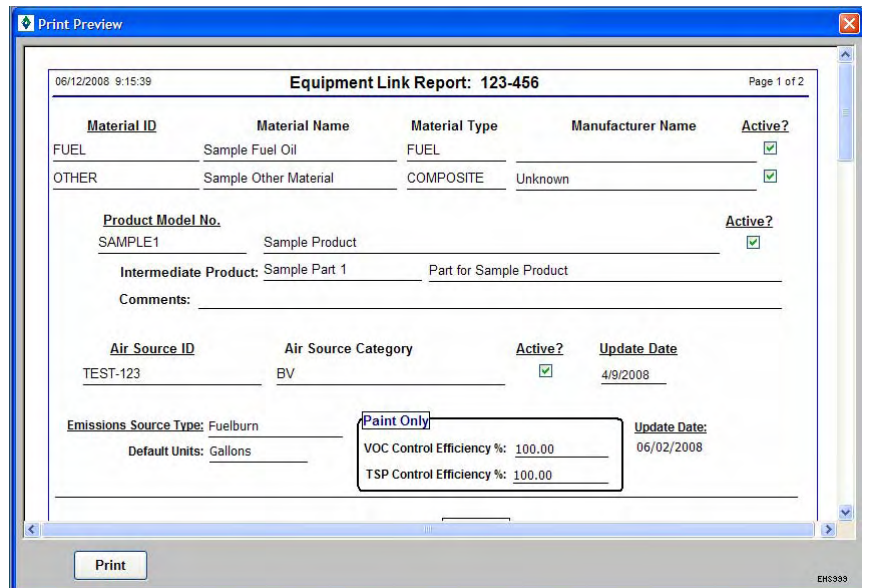 Print Preview
06/12/2008 9:15:39 Equipment Link Report: 123-456 Page 1 of 2
Material ID Material Name Material Type Manufacturer Name Active?
FUEL Sample Fuel Oil FUEL
OTHER Sample Other Material COMPOSITE Unknown
Product Model No. Active?
SAMPLE1 Sample Product
Intermediate Product: Sample Part 1 Part for Sample Product
Comments:
Air Source ID Air Source Category Active? Update Date
TEST-123 BV 4/9/2008
Paint Only
Emissions Source Type: Fuelburn Update Date:
VOC Control Efficiency %: 100.00 06/02/2008
Default Units: Gallons
TSP Control Efficiency %: 100.00
Print
EHS999